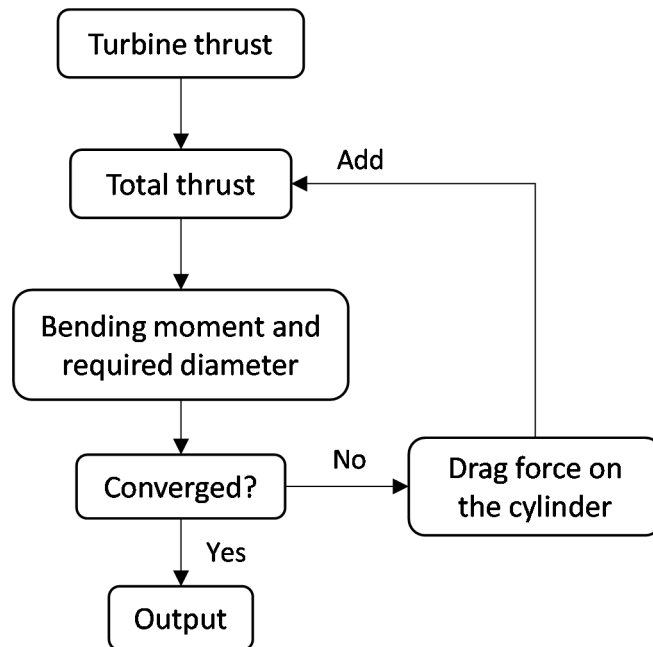 Turbine thrust
Add
Total thrust
Bending moment and
required diameter
No
Converged?
Drag force on
the cylinder
Yes
Output